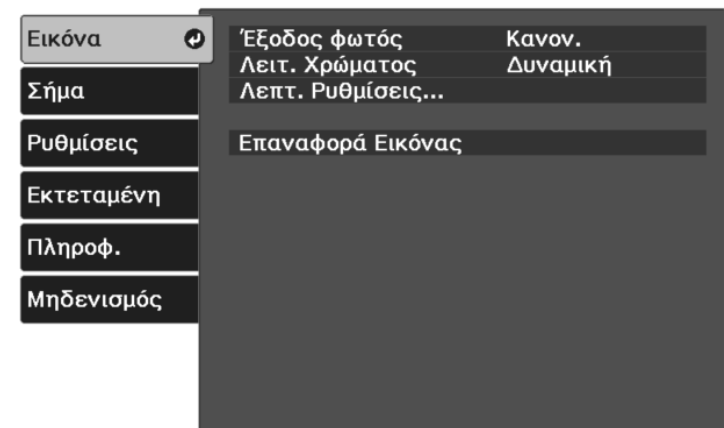 Εικόνα
Σήμα
Ρυθμίσεις
Εκτεταμένη
Πληροφ.
Μηδενισμός
Έξοδος φωτός Κανον.
Λειτ. Χρώματος Δυναμική
Λεπτ. Ρυθμίσεις...
Επαναφορά Εικόνας